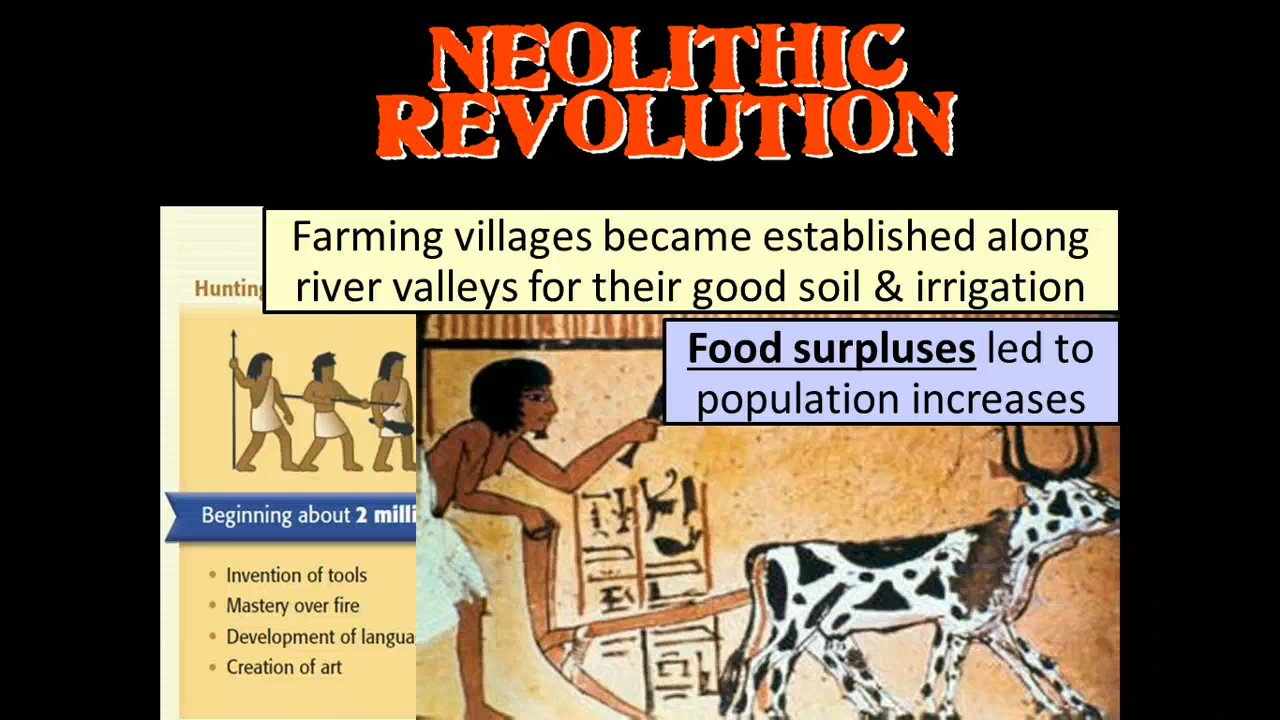 NEOLITHIC
REVOLUTION
Farming villages became established along
river valleys for their good soil & irrigation
Food surpluses led to
population increases
Hunting
Beginning about 2 milli
• Invention of tools
• Mastery over fire
• Development of langua
• Creation of art